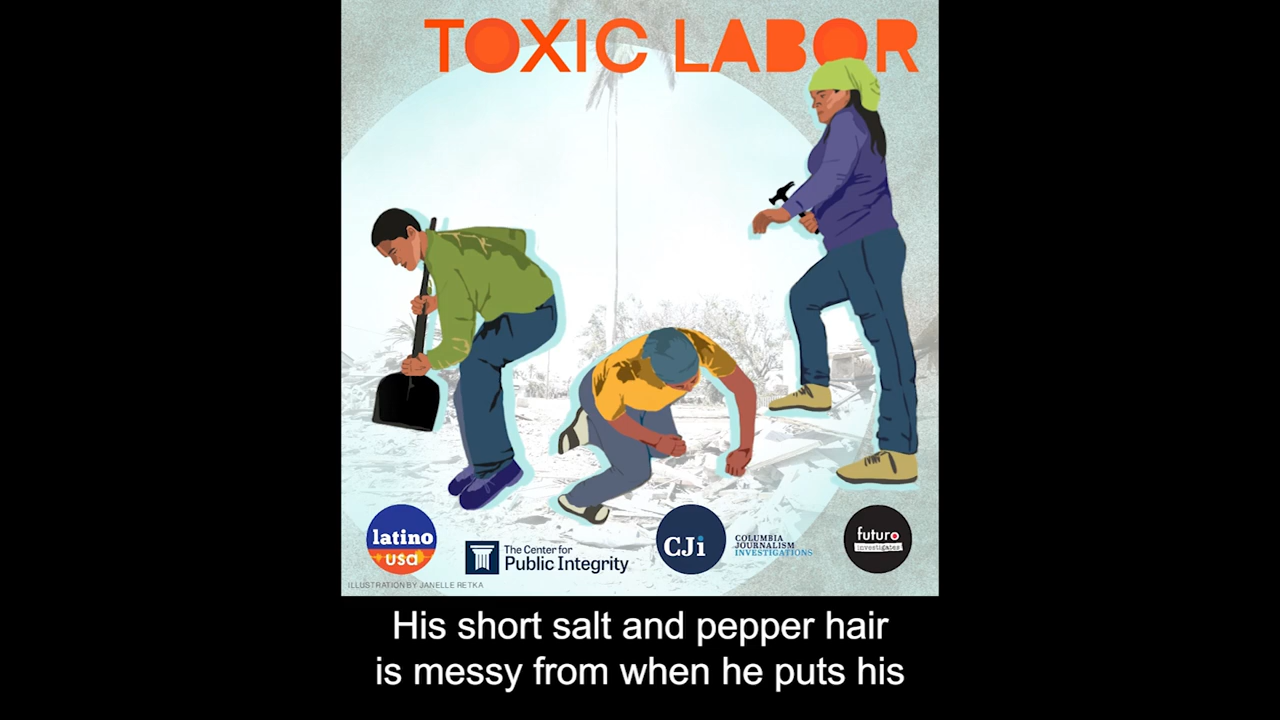 TOXIC LABOR
latino
usa
The Center for
Public Integrity
CJi
COLUMBIA
JOURNALISM
INVESTIGATIONS
futuro
investigates
ILLUSTRATION BY JANELLE RETKA
His short salt and pepper hair
is messy from when he puts his